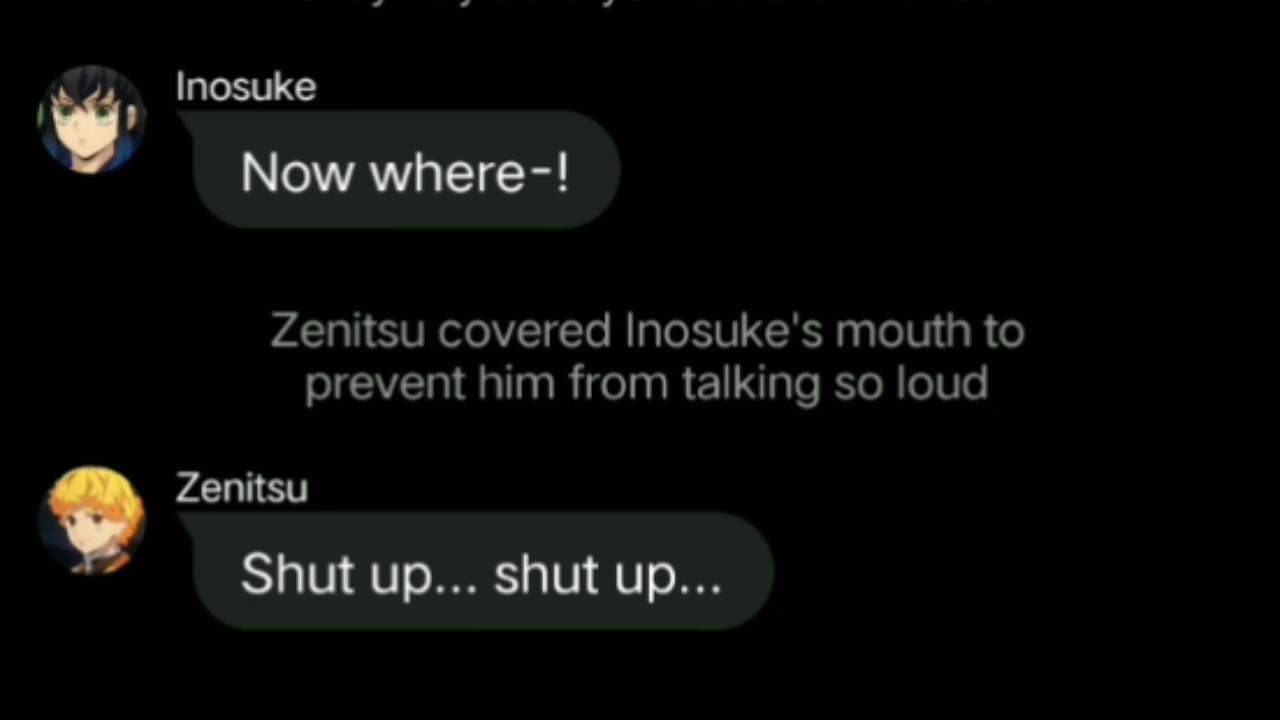 Inosuke
Now where-!
Zenitsu covered Inosuke's mouth to
prevent him from talking so loud
Zenitsu
Shut up... shut up...